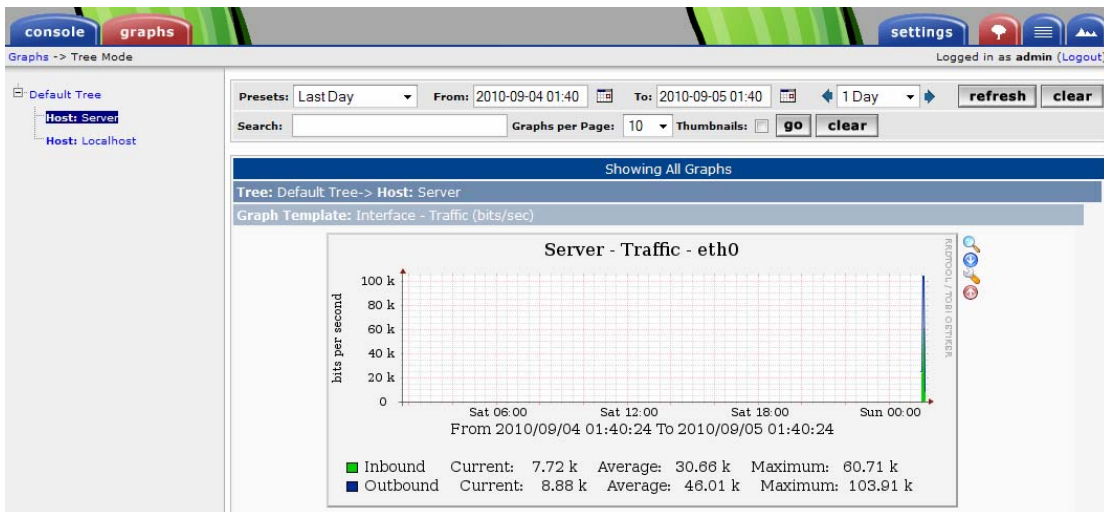 console graphs settings
Graphs -> Tree Mode Logged in as admin (Logout)
Default Tree
Host: Server
Host: Localhost
Presets: Last Day From: 2010-09-04 01:40 To: 2010-09-05 01:40 1 Day refresh clear
Search: Graphs per Page: 10 Thumbnails: go clear
Showing All Graphs
Tree: Default Tree-> Host: Server
Graph Template: Interface - Traffic (bits/sec)
Server - Traffic - eth0
RRDTOOL / TOBI OETIKER
bits per second
100 k
80 k
60 k
40 k
20 k
0
Sat 06:00 Sat 12:00 Sat 18:00 Sun 00:00
From 2010/09/04 01:40:24 To 2010/09/05 01:40:24
Inbound Current: 7.72 k Average: 30.66 k Maximum: 60.71 k
Outbound Current: 8.88 k Average: 46.01 k Maximum: 103.91 k